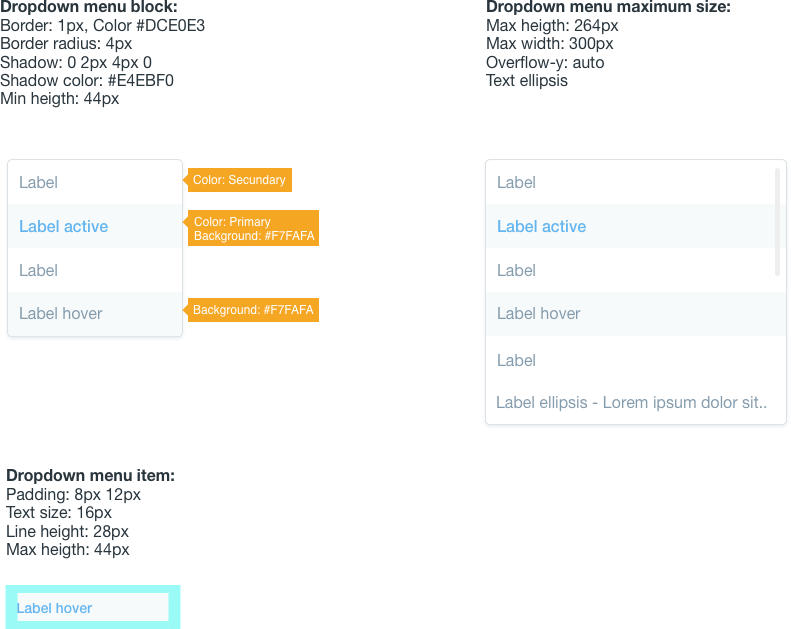 Dropdown menu block:
Border: 1px, Color #DCE0E3
Border radius: 4px
Shadow: 0 2px 4px 0
Shadow color: #E4EBF0
Min heigth: 44px
Dropdown menu maximum size:
Max heigth: 264px
Max width: 300px
Overflow-y: auto
Text ellipsis
Label
Label active
Label
Label hover
Color: Secundary
Color: Primary
Background: #F7FAFA
Background: #F7FAFA
Label
Label active
Label
Label hover
Label
Label ellipsis - Lorem ipsum dolor sit..
Dropdown menu item:
Padding: 8px 12px
Text size: 16px
Line height: 28px
Max heigth: 44px
Label hover